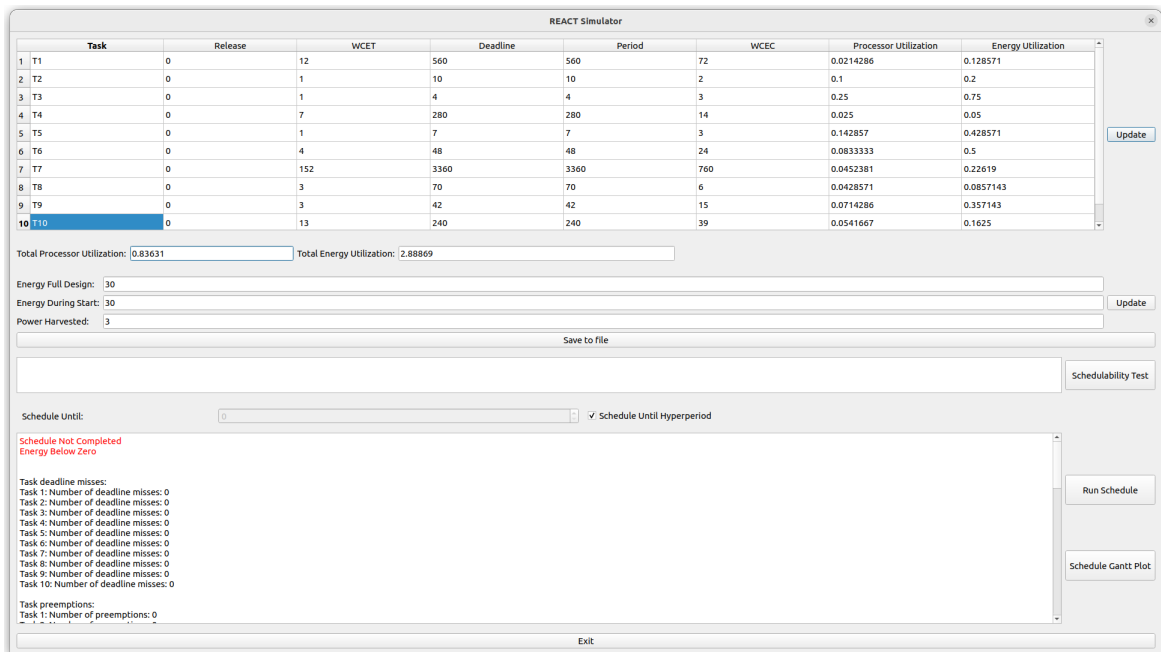 REACT Simulator
Task Release WCET Deadline Period WCEC Processor Utilization Energy Utilization
1 T1 0 12 560 560 72 0.0214286 0.128571
2 T2 0 1 10 10 2 0.1 0.2
3 T3 0 1 4 4 3 0.25 0.75
4 T4 0 7 280 280 14 0.025 0.05
5 T5 0 1 7 7 3 0.142857 0.428571
6 T6 0 4 48 48 24 0.0833333 0.5
7 T7 0 152 3360 3360 760 0.0452381 0.22619
8 T8 0 3 70 70 6 0.0428571 0.0857143
9 T9 0 3 42 42 15 0.0714286 0.357143
10 T10 0 13 240 240 39 0.0541667 0.1625
Update
Total Processor Utilization: 0.83631 Total Energy Utilization: 2.88869
Energy Full Design: 30
Energy During Start: 30 Update
Power Harvested: 3
Save to file
Schedulability Test
Schedule Until: 0 Schedule Until Hyperperiod
Schedule Not Completed
Energy Below Zero
Task deadline misses:
Task 1: Number of deadline misses: 0
Task 2: Number of deadline misses: 0
Task 3: Number of deadline misses: 0
Task 4: Number of deadline misses: 0
Task 5: Number of deadline misses: 0
Task 6: Number of deadline misses: 0
Task 7: Number of deadline misses: 0
Task 8: Number of deadline misses: 0
Task 9: Number of deadline misses: 0
Task 10: Number of deadline misses: 0
Task preemptions:
Task 1: Number of preemptions: 0
Run Schedule
Schedule Gantt Plot
Exit